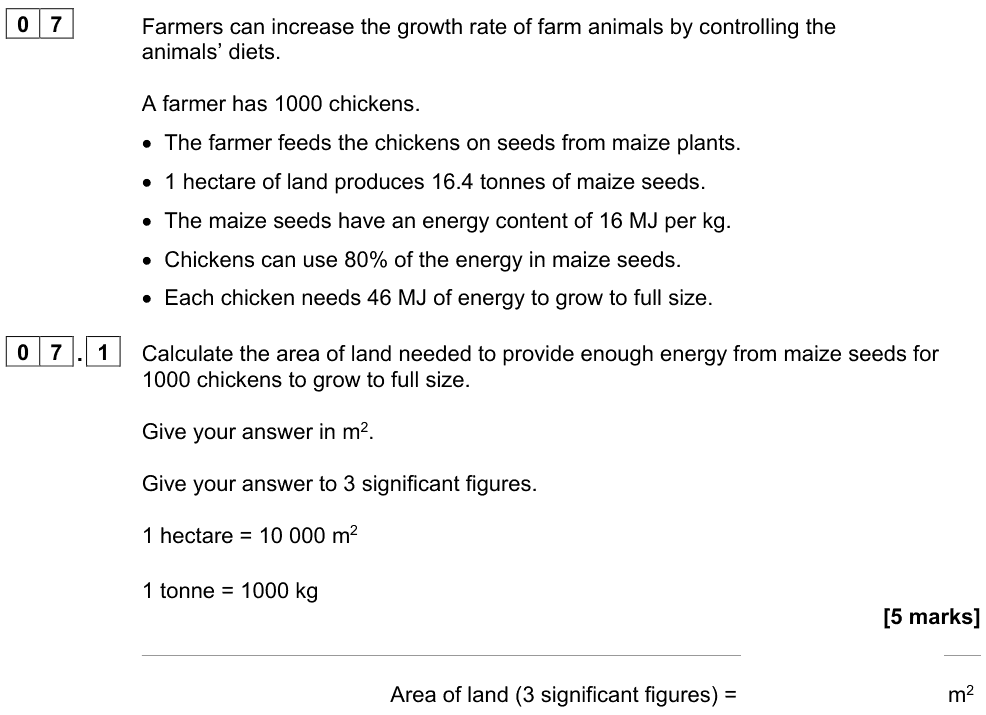 0 7 Farmers can increase the growth rate of farm animals by controlling the
animals’ diets.
A farmer has 1000 chickens.
• The farmer feeds the chickens on seeds from maize plants.
• 1 hectare of land produces 16.4 tonnes of maize seeds.
• The maize seeds have an energy content of 16 MJ per kg.
• Chickens can use 80% of the energy in maize seeds.
• Each chicken needs 46 MJ of energy to grow to full size.
0 7 . 1 Calculate the area of land needed to provide enough energy from maize seeds for
1000 chickens to grow to full size.
Give your answer in m².
Give your answer to 3 significant figures.
1 hectare = 10 000 m²
1 tonne = 1000 kg
[5 marks]
Area of land (3 significant figures) = m²